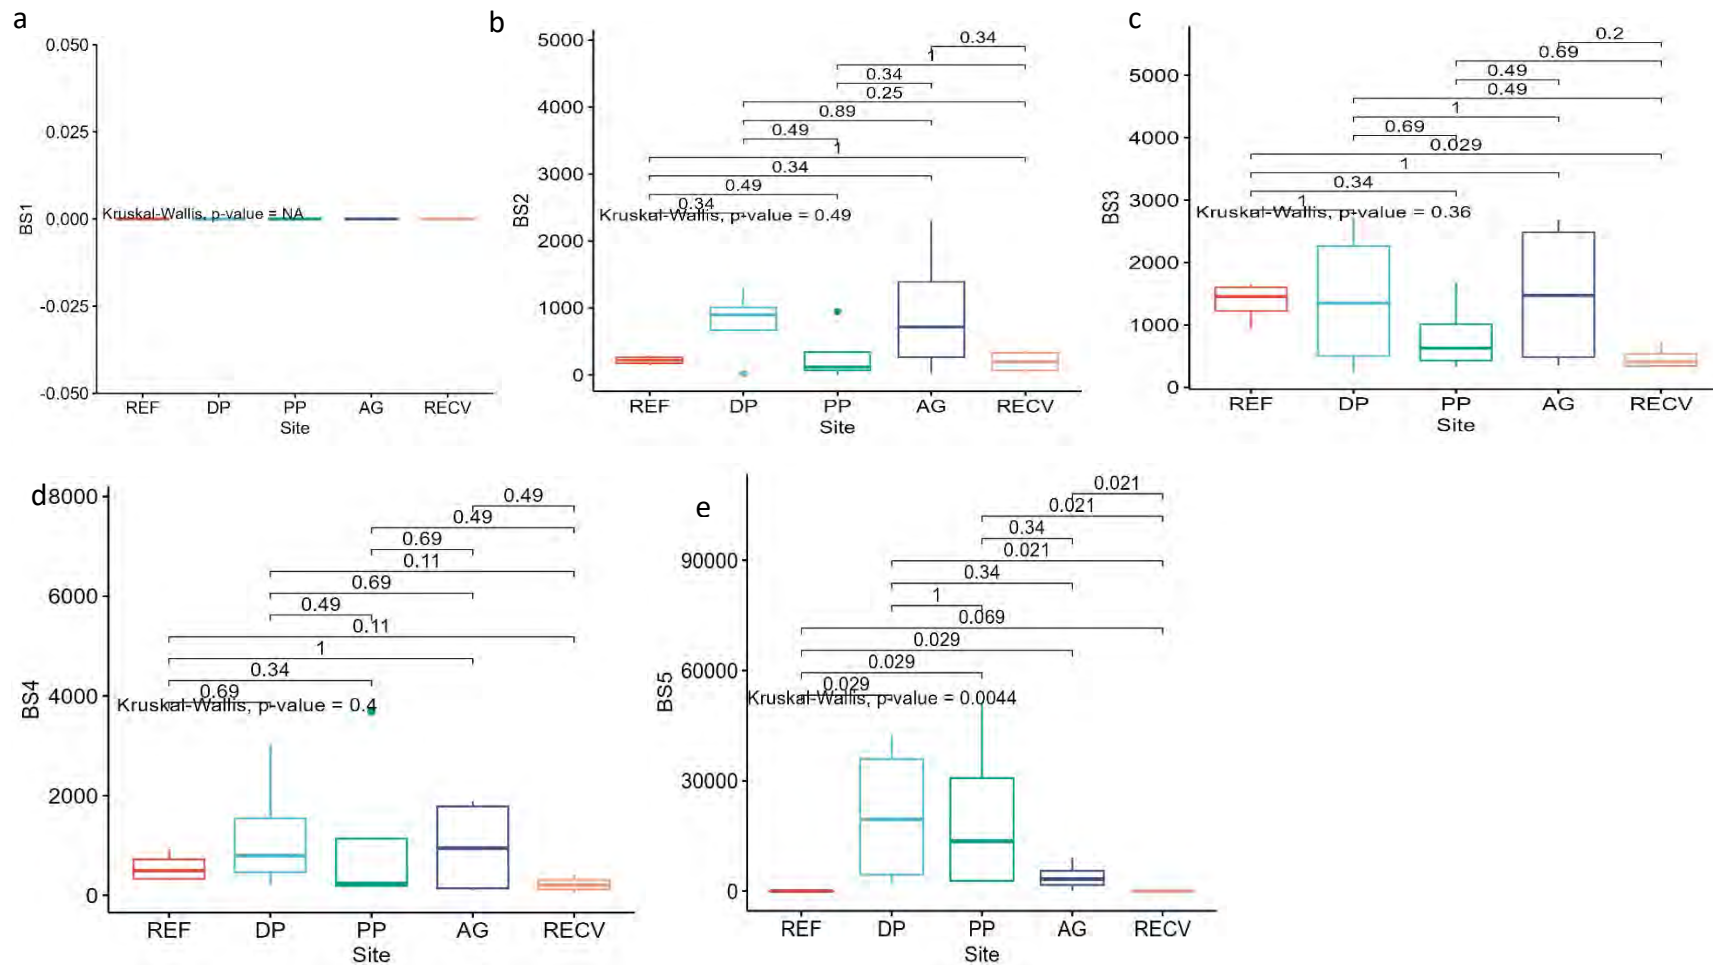 a
0.050
0.025
0.000
-0.025
-0.050
BS1
Kruskal-Wallis, p-value = NA
REF DP PP AG RECV
Site
b
5000
4000
3000
2000
1000
0
BS2
0.34
1
0.34
0.25
0.89
0.49
1
0.34
0.49
0.34
Kruskal-Wallis, p-value = 0.49
REF DP PP AG RECV
Site
c
5000
4000
3000
2000
1000
0
BS3
0.2
0.69
0.49
0.49
1
0.69
0.029
1
0.34
1
Kruskal-Wallis, p-value = 0.36
REF DP PP AG RECV
Site
d
8000
6000
4000
2000
0
BS4
0.49
0.49
0.69
0.11
0.69
0.49
0.11
1
0.34
0.69
Kruskal-Wallis, p-value = 0.4
REF DP PP AG RECV
Site
e
90000
60000
30000
0
BS5
0.021
0.021
0.34
0.021
0.34
1
0.069
0.029
0.029
0.029
Kruskal-Wallis, p-value = 0.0044
REF DP PP AG RECV
Site